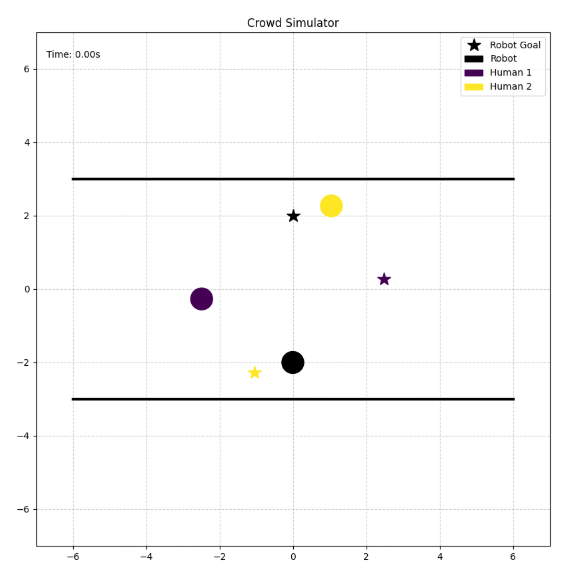 Crowd Simulator
Time: 0.00s
Robot Goal
Robot
Human 1
Human 2
6
4
2
0
−2
−4
−6
−6 −4 −2 0 2 4 6